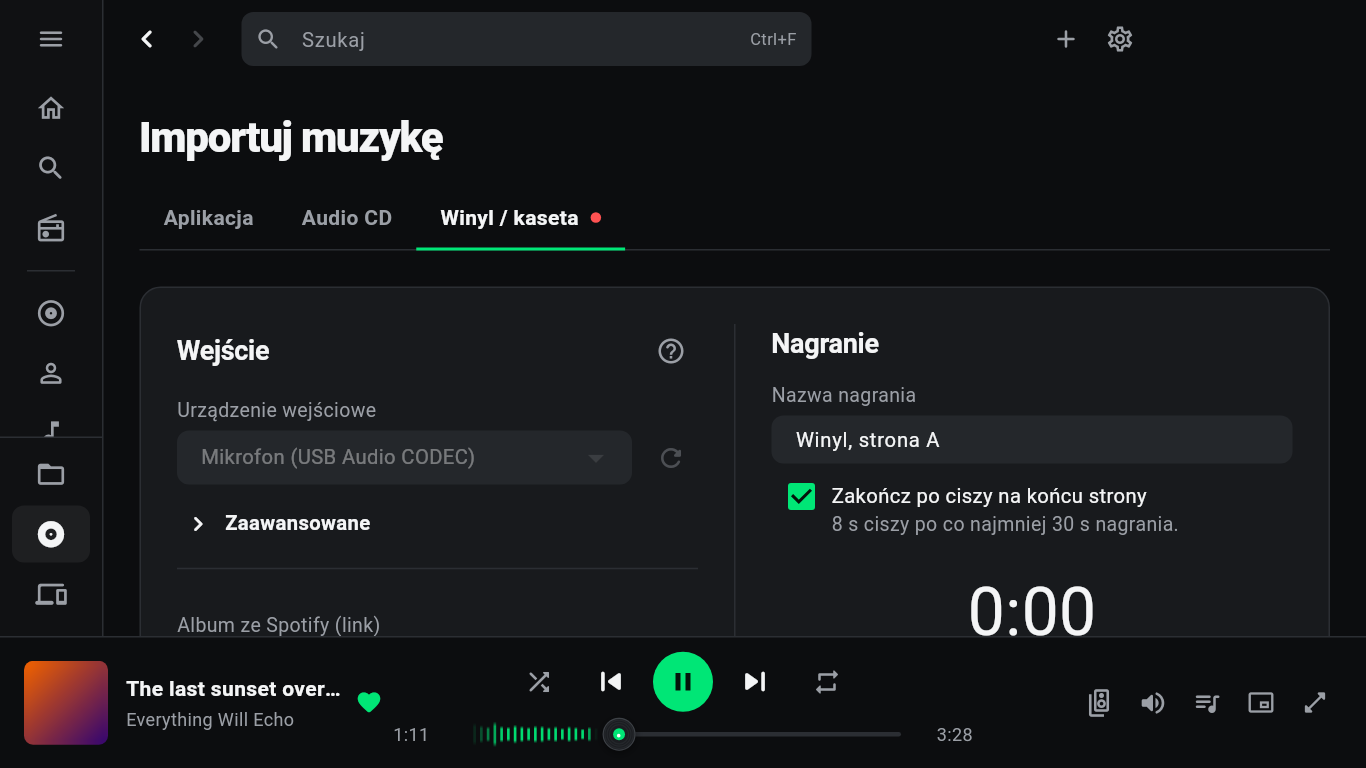 Szukaj
Ctrl+F
Importuj muzykę
Aplikacja
Audio CD
Winyl / kaseta
Wejście
Urządzenie wejściowe
Mikrofon (USB Audio CODEC)
Zaawansowane
Album ze Spotify (link)
Nagranie
Nazwa nagrania
Winyl, strona A
Zakończ po ciszy na końcu strony
8 s ciszy po co najmniej 30 s nagrania.
0:00
The last sunset over…
Everything Will Echo
1:11
3:28